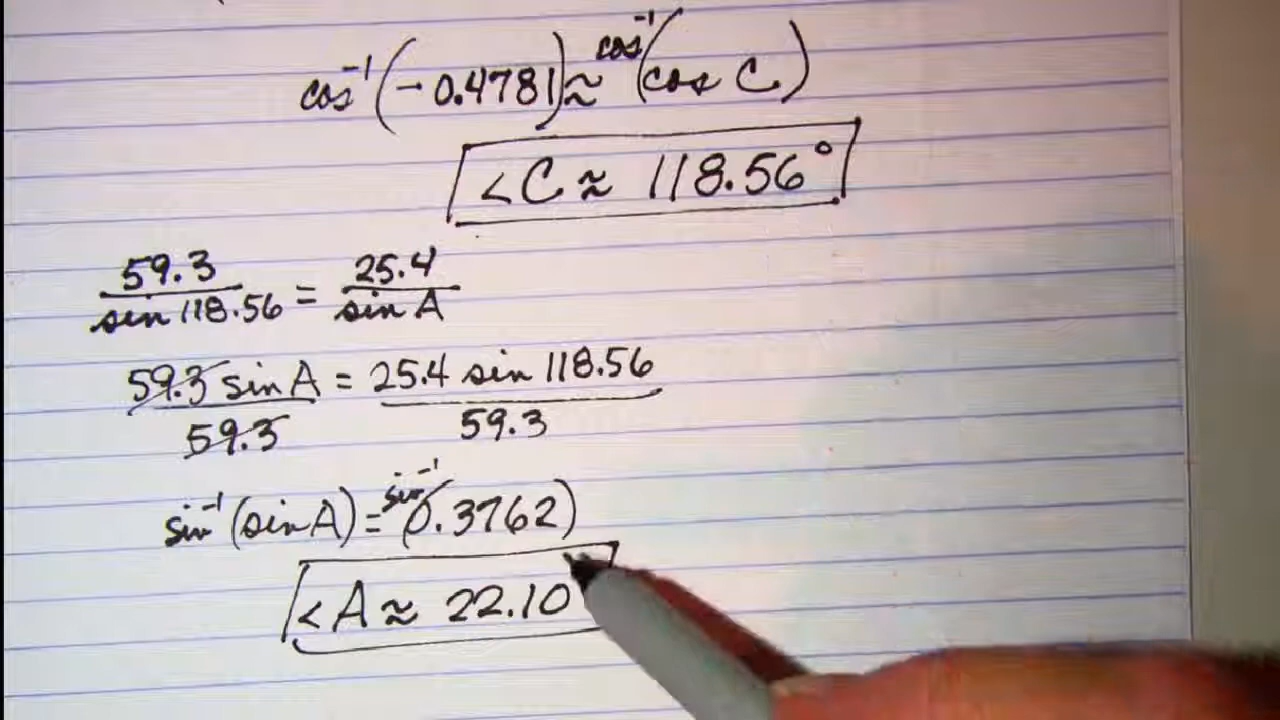 cos⁻¹(-0.4781) ≈ cos⁻¹(cos C)
<C ≈ 118.56°
59.3/sin 118.56 = 25.4/sin A
59.3 sin A/59.3 = 25.4 sin 118.56/59.3
sin⁻¹(sin A) = sin⁻¹(0.3762)
<A ≈ 22.10